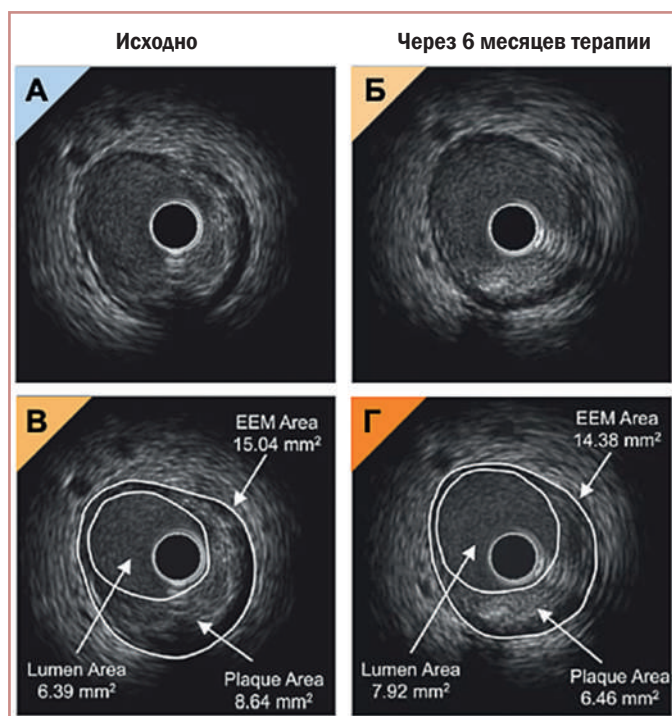 Исходно
Через 6 месяцев терапии
А
Б
В
EEM Area
15.04 mm²
Lumen Area
6.39 mm²
Plaque Area
8.64 mm²
Г
EEM Area
14.38 mm²
Lumen Area
7.92 mm²
Plaque Area
6.46 mm²